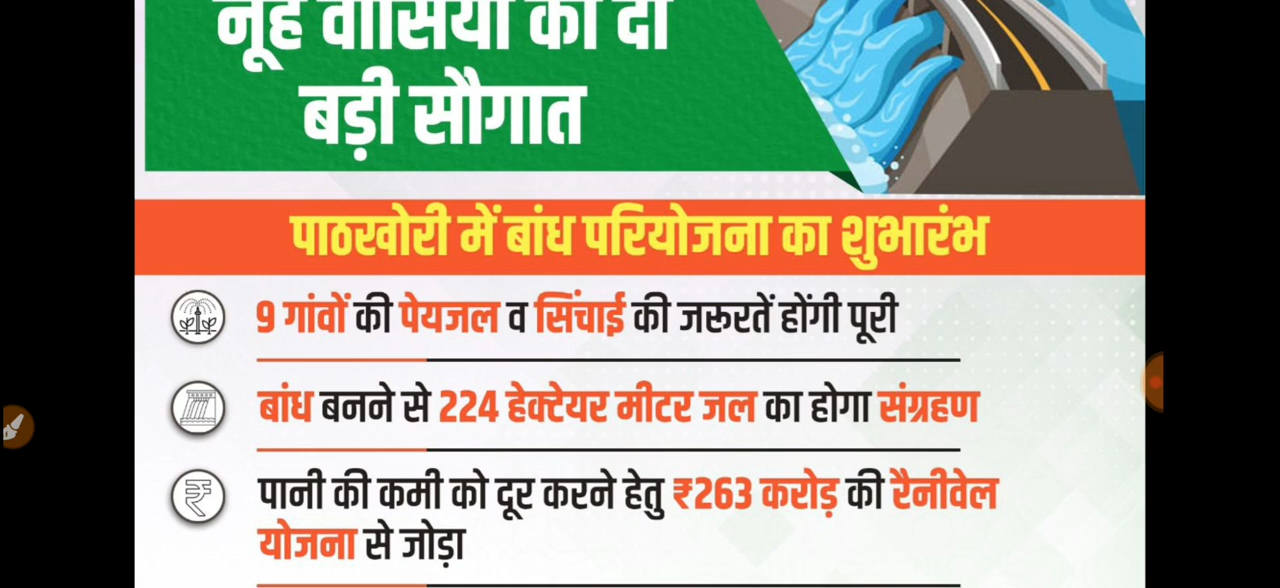 नूंह वासियों को दो
बड़ी सौगात
पाठखोरी में बांध परियोजना का शुभारंभ
9 गांवों की पेयजल व सिंचाई की जरूरतें होंगी पूरी
बांध बनने से 224 हेक्टेयर मीटर जल का होगा संग्रहण
पानी की कमी को दूर करने हेतु ₹263 करोड़ की रैनीवेल
योजना से जोड़ा